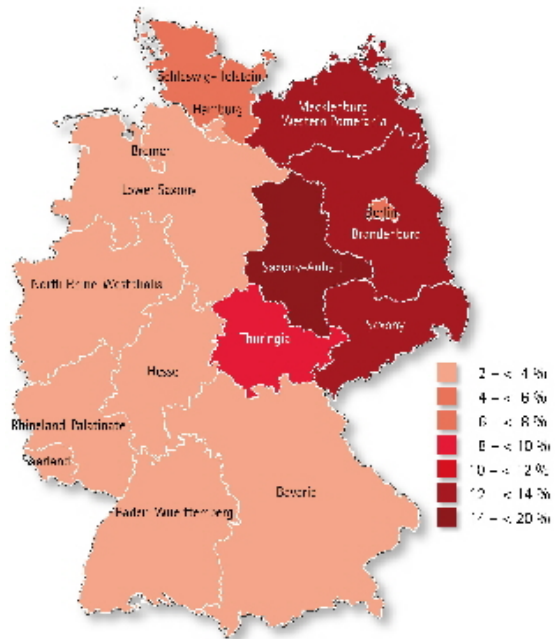 Schleswig-Holstein
Hamburg
Mecklenburg
Western Pomerania
Bremen
Lower Saxony
Berlin
Brandenburg
Saxony-Anhalt
North Rhine-Westphalia
Thuringia
Saxony
Hesse
Rhineland-Palatinate
Saarland
Bavaria
Baden-Wuerttemberg
2 – < 4 %
4 – < 6 %
6 – < 8 %
8 – < 10 %
10 – < 12 %
12 – < 14 %
14 – < 20 %